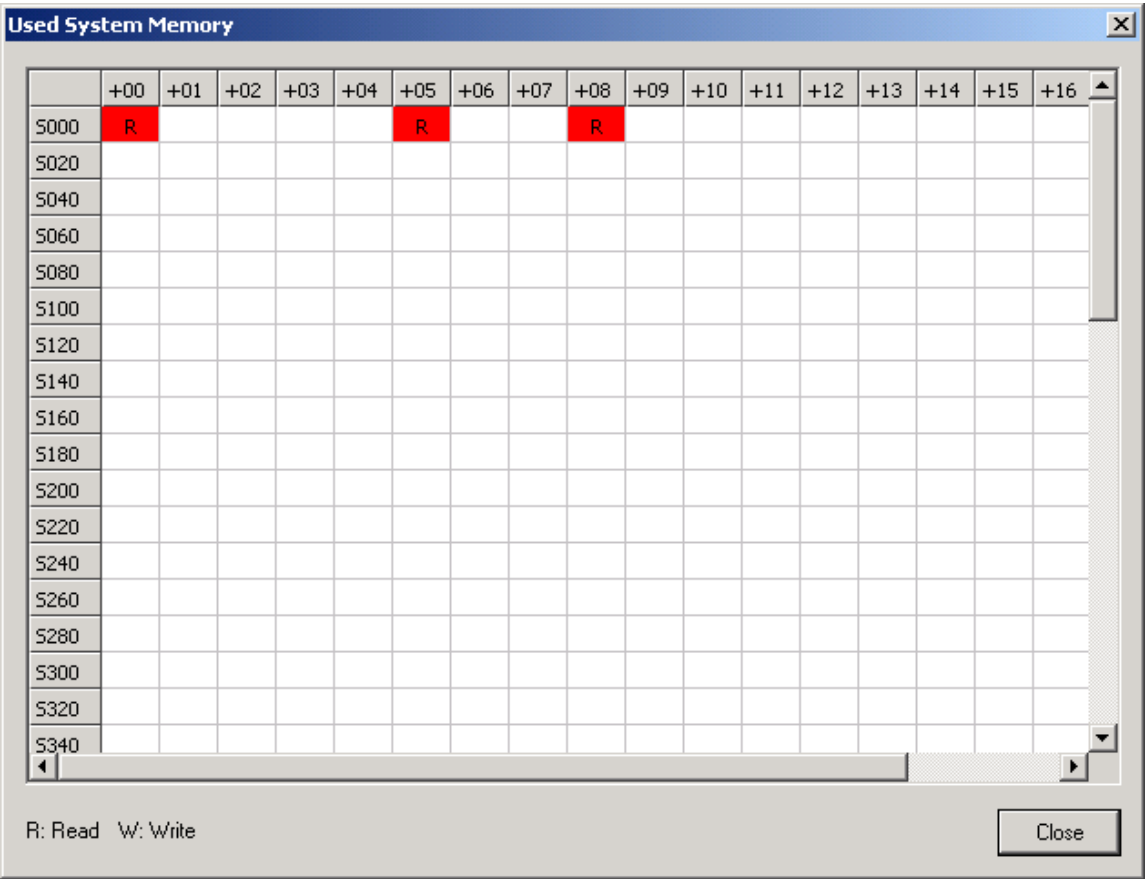 Used System Memory
+00 +01 +02 +03 +04 +05 +06 +07 +08 +09 +10 +11 +12 +13 +14 +15 +16
S000 R R R
S020
S040
S060
S080
S100
S120
S140
S160
S180
S200
S220
S240
S260
S280
S300
S320
S340
R: Read W: Write Close